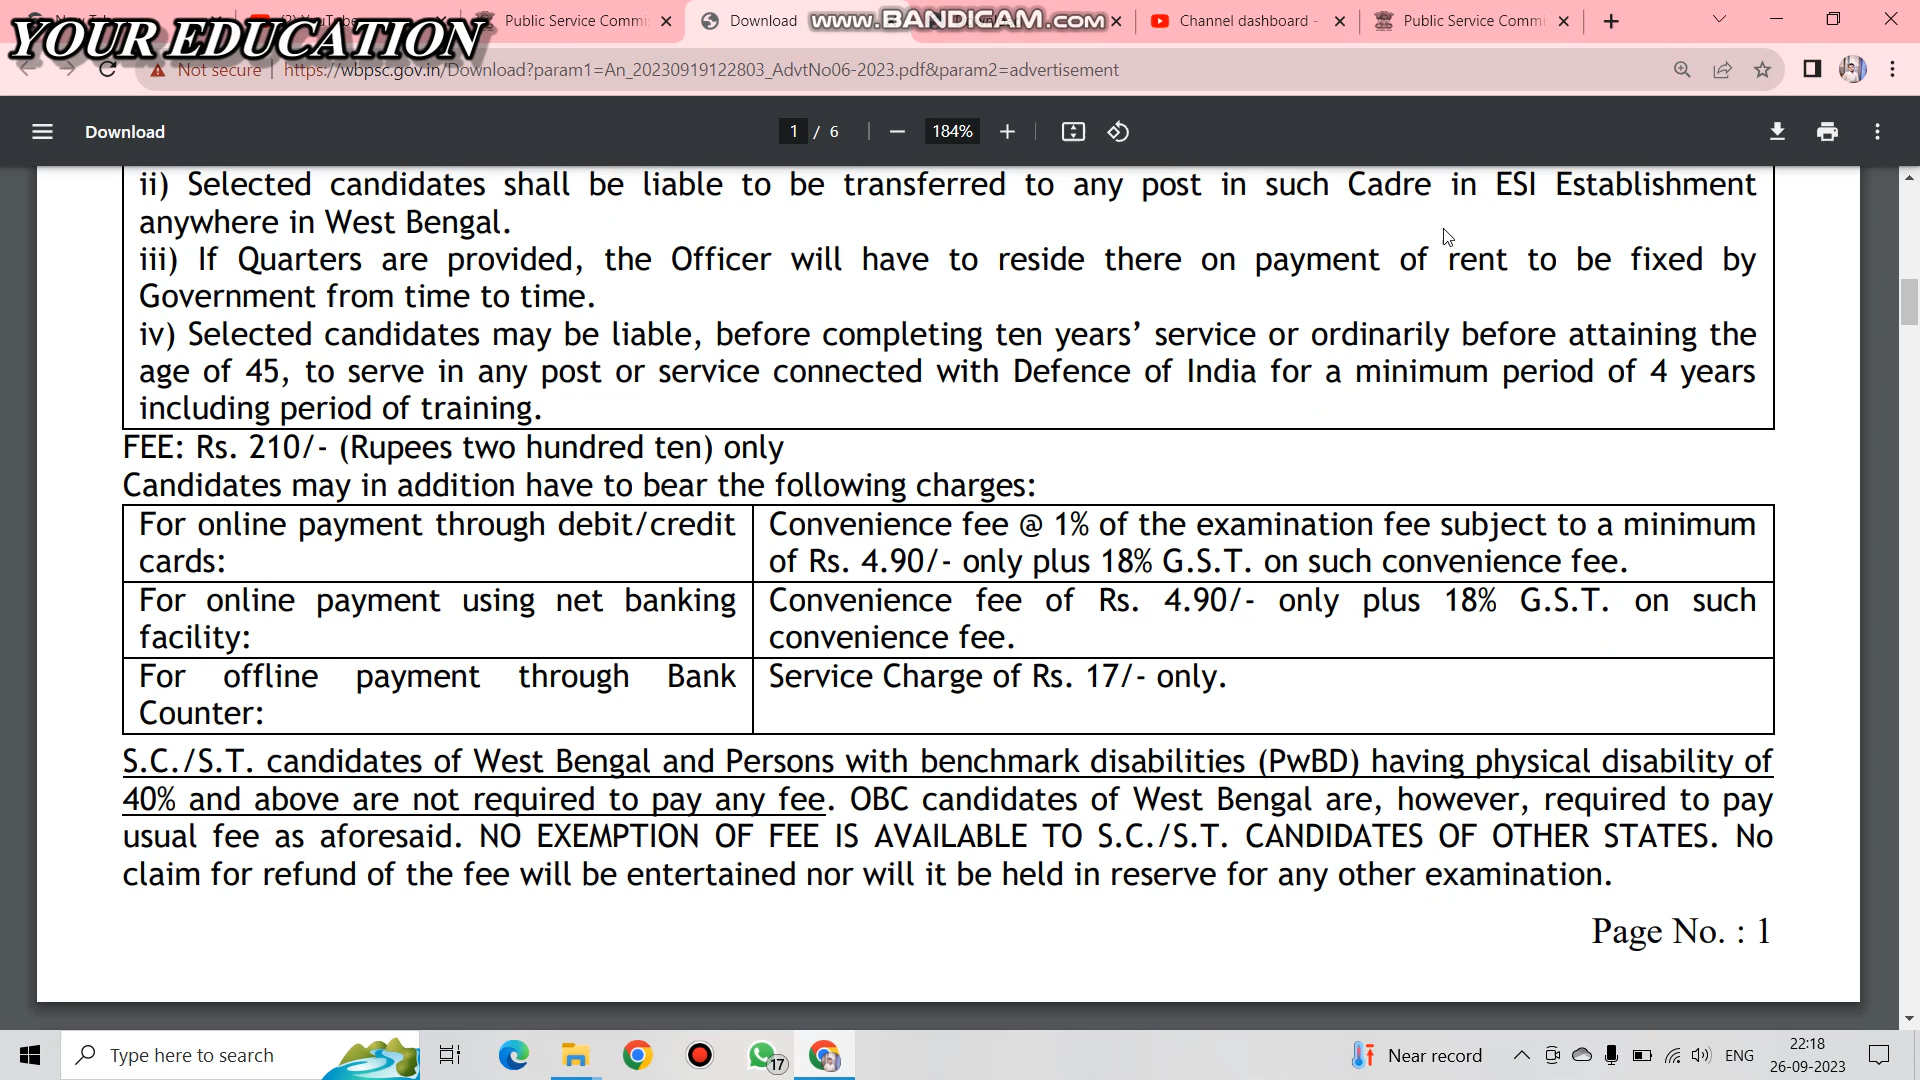 YOUR EDUCATION
Public Service Commis
Download
www.BANDICAM.com
Channel dashboard -
Public Service Commi
Not secure
https://wbpsc.gov.in/Download?param1=An_20230919122803_AdvtNo06-2023.pdf&param2=advertisement
Download
1 / 6
184%
ii) Selected candidates shall be liable to be transferred to any post in such Cadre in ESI Establishment
anywhere in West Bengal.
iii) If Quarters are provided, the Officer will have to reside there on payment of rent to be fixed by
Government from time to time.
iv) Selected candidates may be liable, before completing ten years’ service or ordinarily before attaining the
age of 45, to serve in any post or service connected with Defence of India for a minimum period of 4 years
including period of training.
FEE: Rs. 210/- (Rupees two hundred ten) only
Candidates may in addition have to bear the following charges:
For online payment through debit/credit
cards:
Convenience fee @ 1% of the examination fee subject to a minimum
of Rs. 4.90/- only plus 18% G.S.T. on such convenience fee.
For online payment using net banking
facility:
Convenience fee of Rs. 4.90/- only plus 18% G.S.T. on such
convenience fee.
For offline payment through Bank
Counter:
Service Charge of Rs. 17/- only.
S.C./S.T. candidates of West Bengal and Persons with benchmark disabilities (PwBD) having physical disability of
40% and above are not required to pay any fee. OBC candidates of West Bengal are, however, required to pay
usual fee as aforesaid. NO EXEMPTION OF FEE IS AVAILABLE TO S.C./S.T. CANDIDATES OF OTHER STATES. No
claim for refund of the fee will be entertained nor will it be held in reserve for any other examination.
Page No. : 1
Type here to search
17
Near record
ENG
22:18
26-09-2023